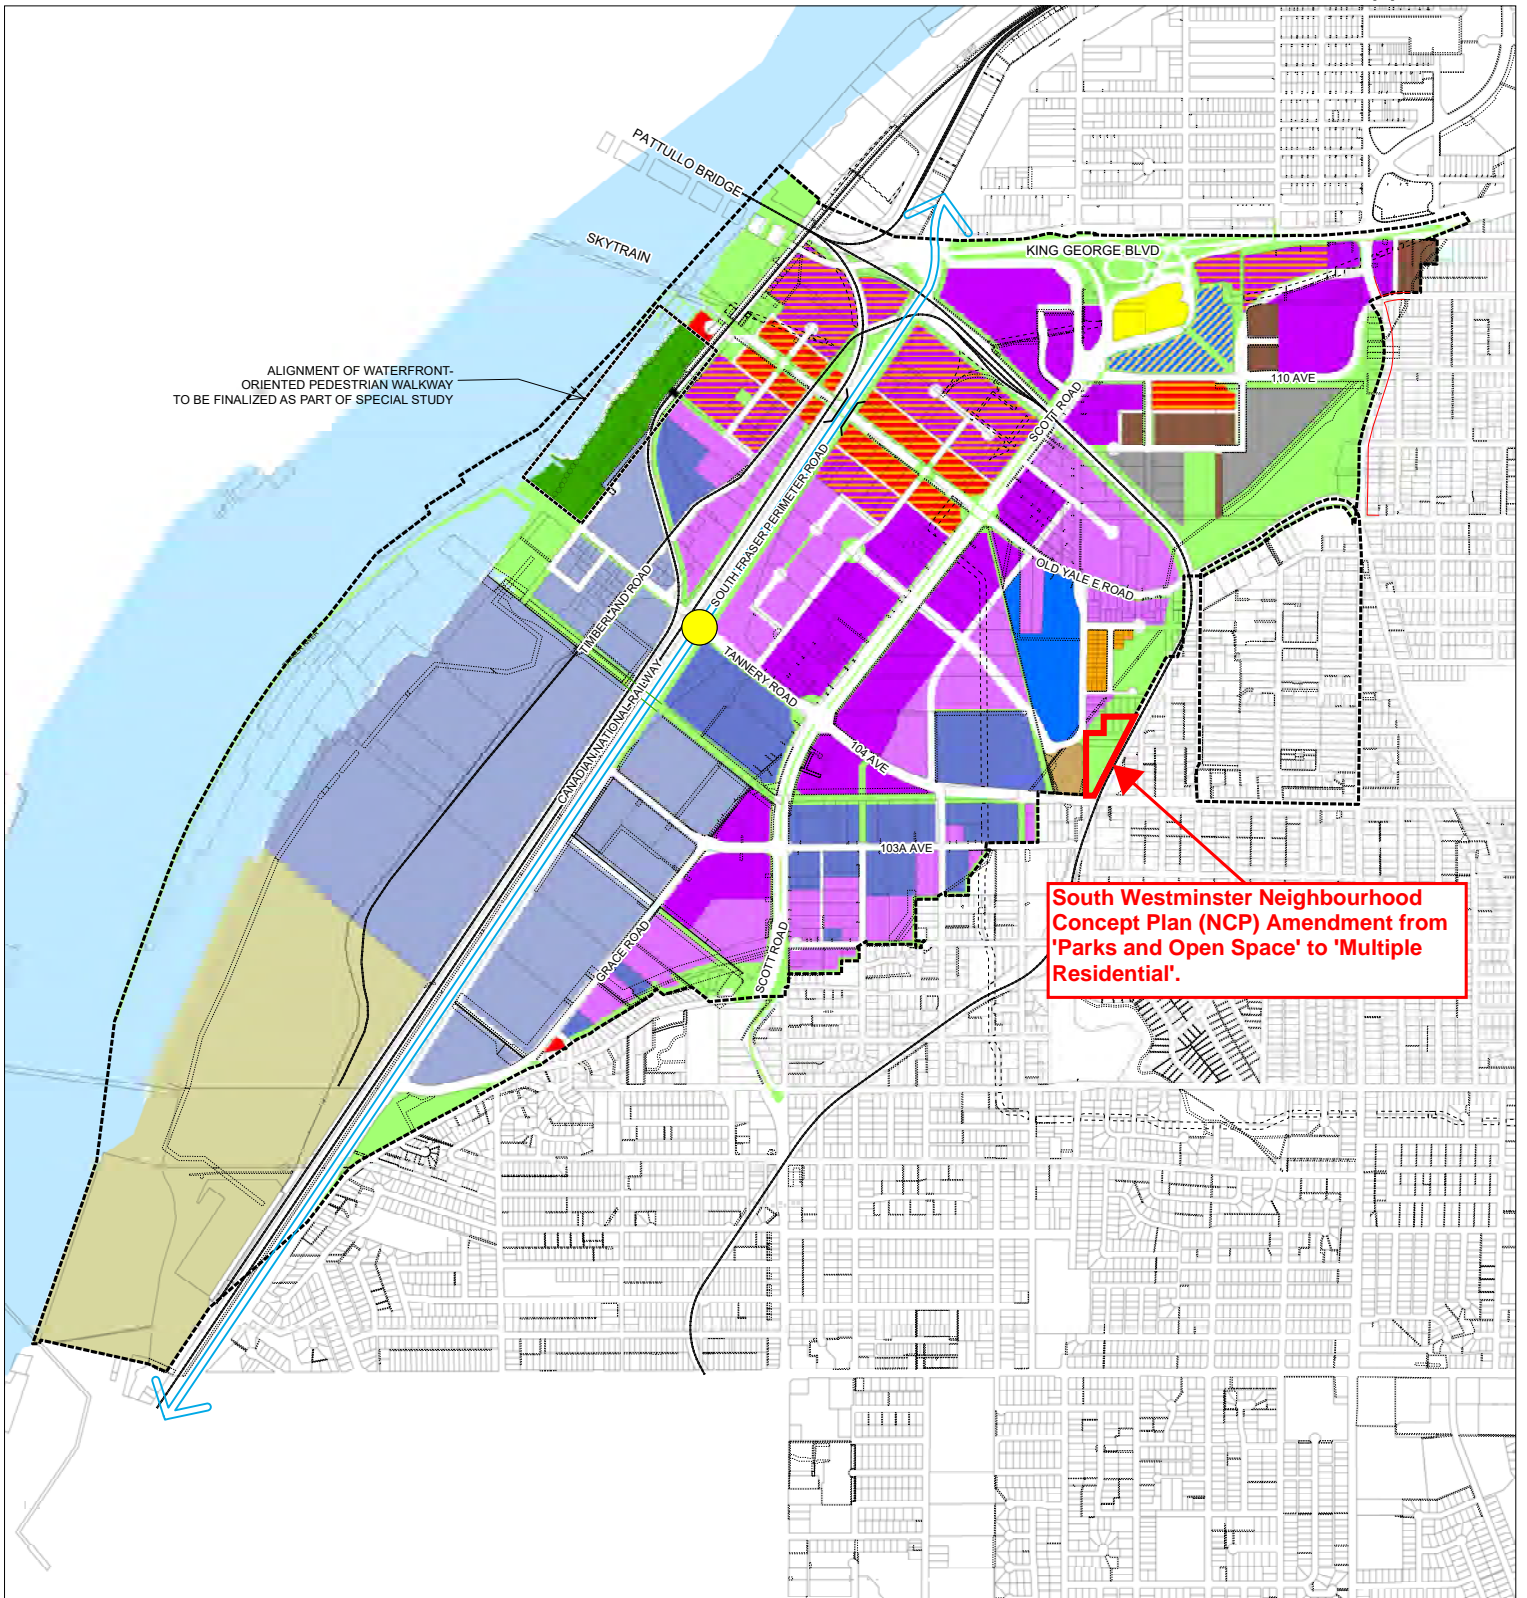 PATTULLO BRIDGE
SKYTRAIN
KING GEORGE BLVD
ALIGNMENT OF WATERFRONT-
ORIENTED PEDESTRIAN WALKWAY
TO BE FINALIZED AS PART OF SPECIAL STUDY
110 AVE
SCOTT ROAD
SOUTH FRASER PERIMETER ROAD
OLD YALE E ROAD
TIMBERLAND ROAD
TANNERY ROAD
CANADIAN NATIONAL RAILWAY
104 AVE
103A AVE
GRACE ROAD
SCOTT ROAD
South Westminster Neighbourhood
Concept Plan (NCP) Amendment from
'Parks and Open Space' to 'Multiple
Residential'.